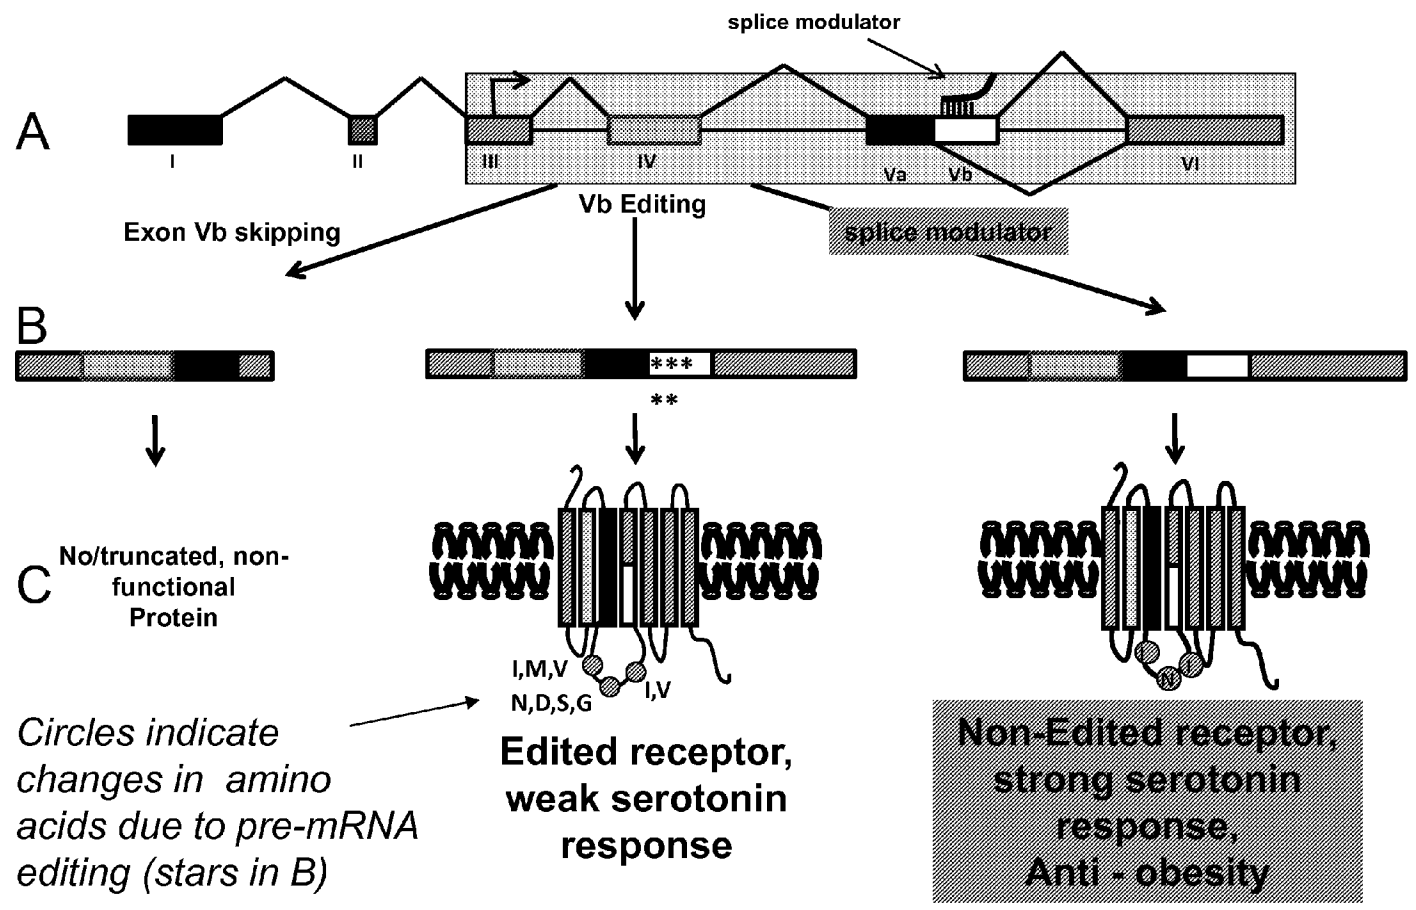 splice modulator
A
I
II
III
IV
Va
Vb
VI
Exon Vb skipping
Vb Editing
splice modulator
B
***
**
C
No/truncated, non-
functional
Protein
I,M,V
N,D,S,G
I,V
I
N
I
Circles indicate
changes in amino
acids due to pre-mRNA
editing (stars in B)
Edited receptor,
weak serotonin
response
Non-Edited receptor,
strong serotonin
response,
Anti - obesity